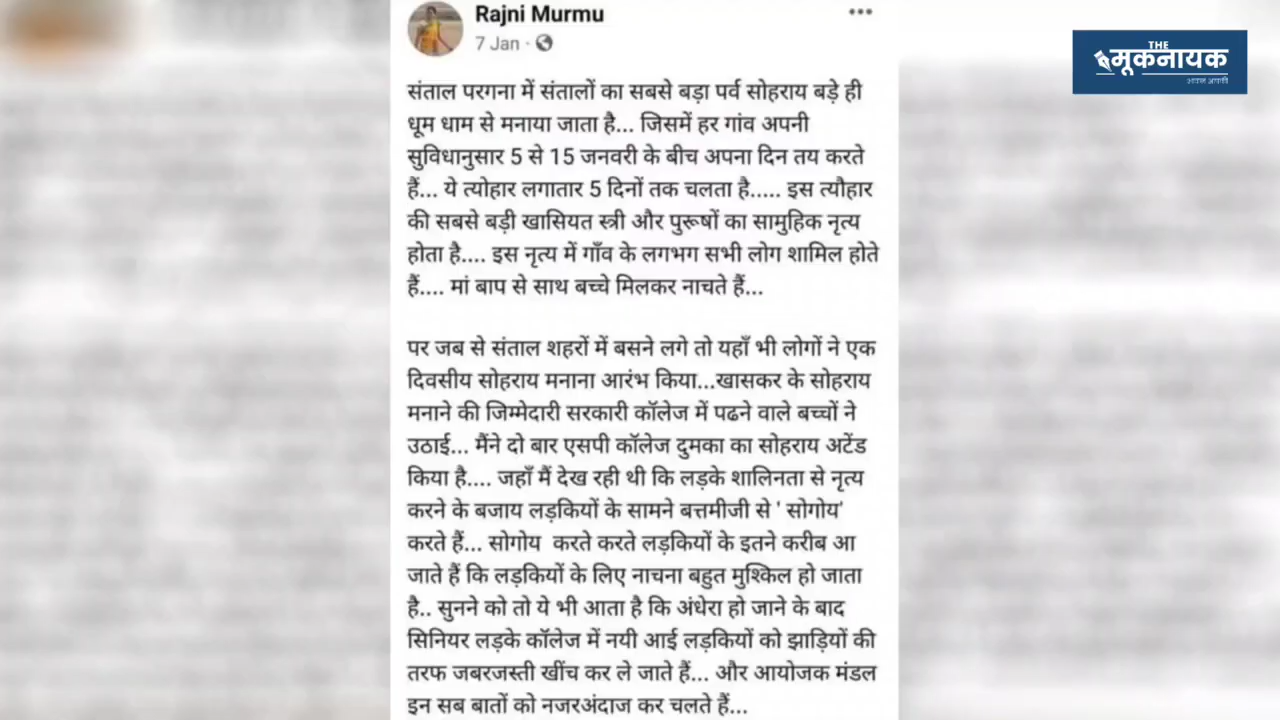 Rajni Murmu
7 Jan ·
THE
मूकनायक
आवाज़ आपकी
संताल परगना में संतालों का सबसे बड़ा पर्व सोहराय बड़े ही
धूम धाम से मनाया जाता है... जिसमें हर गांव अपनी
सुविधानुसार 5 से 15 जनवरी के बीच अपना दिन तय करते
हैं... ये त्योहार लगातार 5 दिनों तक चलता है..... इस त्यौहार
की सबसे बड़ी खासियत स्त्री और पुरूषों का सामुहिक नृत्य
होता है.... इस नृत्य में गाँव के लगभग सभी लोग शामिल होते
हैं.... मां बाप से साथ बच्चे मिलकर नाचते हैं...
पर जब से संताल शहरों में बसने लगे तो यहाँ भी लोगों ने एक
दिवसीय सोहराय मनाना आरंभ किया...खासकर के सोहराय
मनाने की जिम्मेदारी सरकारी कॉलेज में पढने वाले बच्चों ने
उठाई... मैंने दो बार एसपी कॉलेज दुमका का सोहराय अटेंड
किया है.... जहाँ मैं देख रही थी कि लड़के शालिनता से नृत्य
करने के बजाय लड़कियों के सामने बत्तमीजी से ' सोगोय'
करते हैं... सोगोय करते करते लड़कियों के इतने करीब आ
जाते हैं कि लड़कियों के लिए नाचना बहुत मुश्किल हो जाता
है.. सुनने को तो ये भी आता है कि अंधेरा हो जाने के बाद
सिनियर लड़के कॉलेज में नयी आई लड़कियों को झाड़ियों की
तरफ जबरजस्ती खींच कर ले जाते हैं... और आयोजक मंडल
इन सब बातों को नजरअंदाज कर चलते हैं...